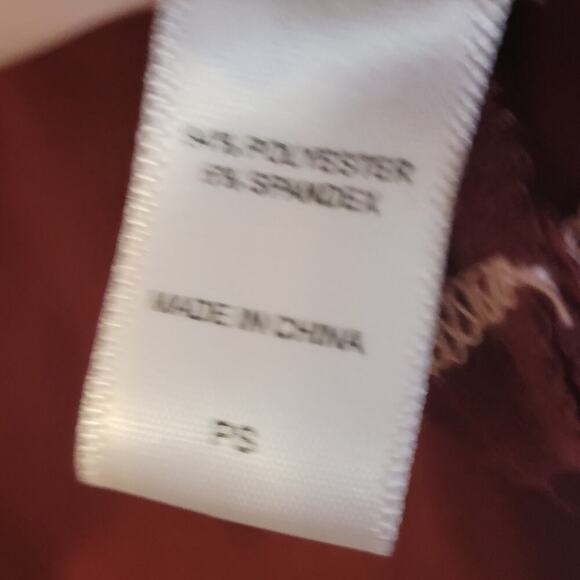 94% POLYESTER
6% SPANDEX
MADE IN CHINA
PS